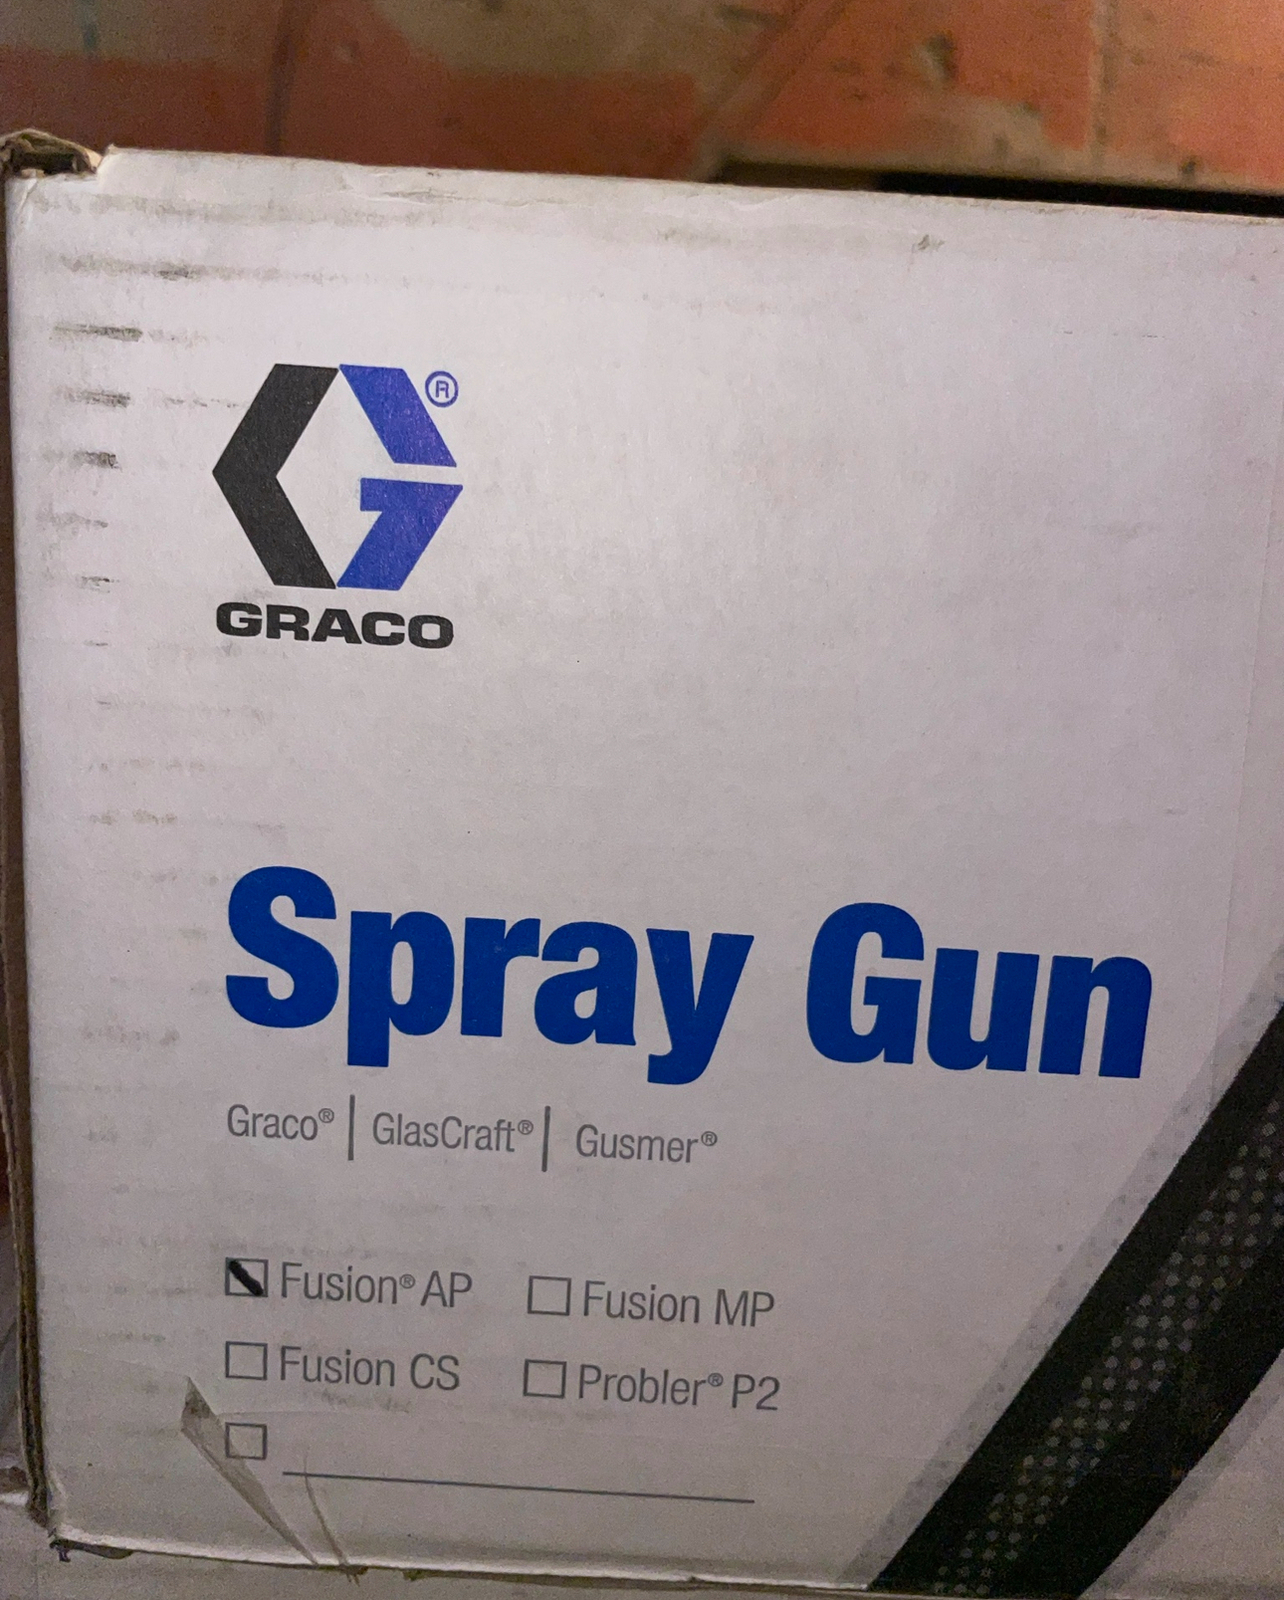 ®
GRACO
Spray Gun
Graco® | GlasCraft® | Gusmer®
Fusion® AP Fusion MP
Fusion CS Probler® P2